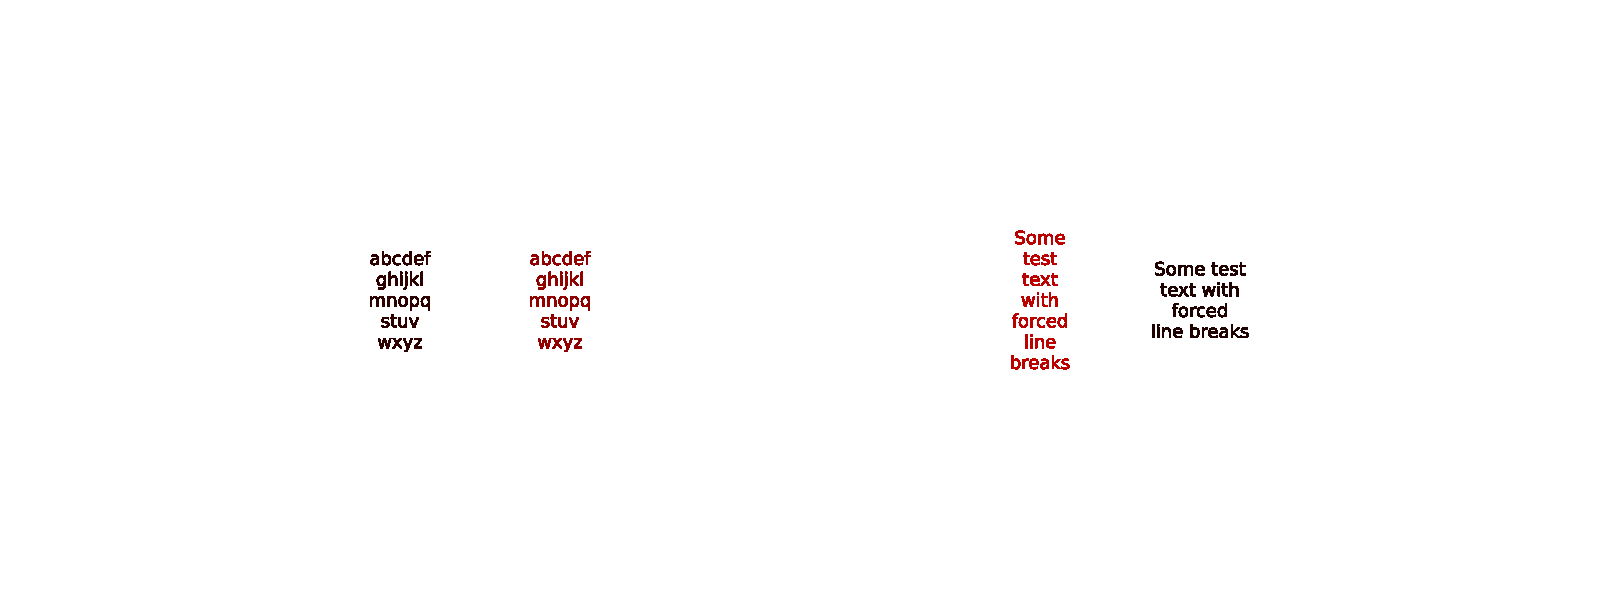 abcdef
ghijkl
mnopq
stuv
wxyz
abcdef
ghijkl
mnopq
stuv
wxyz
Some
test
text
with
forced
line
breaks
Some test
text with
forced
line breaks